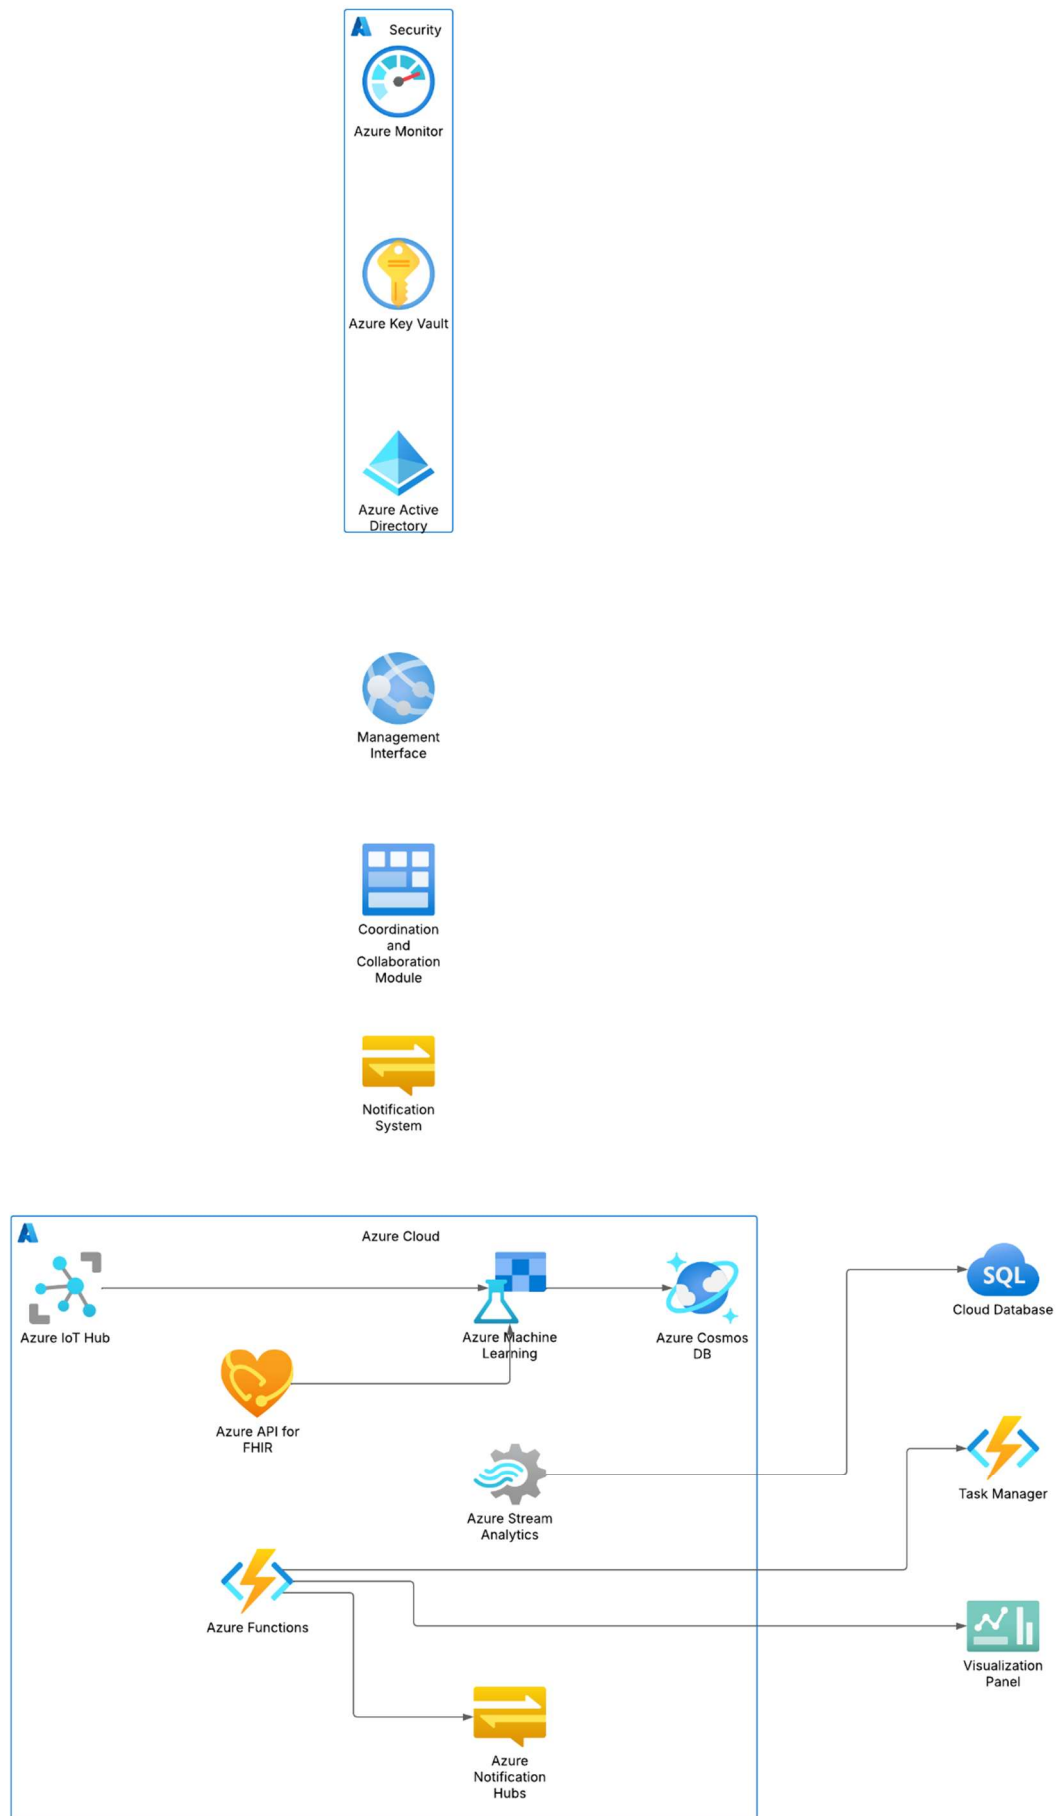 Security
Azure Monitor
Azure Key Vault
Azure Active
Directory
Management
Interface
Coordination
and
Collaboration
Module
Notification
System
Azure Cloud
Azure IoT Hub
Azure Machine
Learning
Azure Cosmos
DB
SQL
Cloud Database
Azure API for
FHIR
Azure Stream
Analytics
Task Manager
Azure Functions
Visualization
Panel
Azure
Notification
Hubs